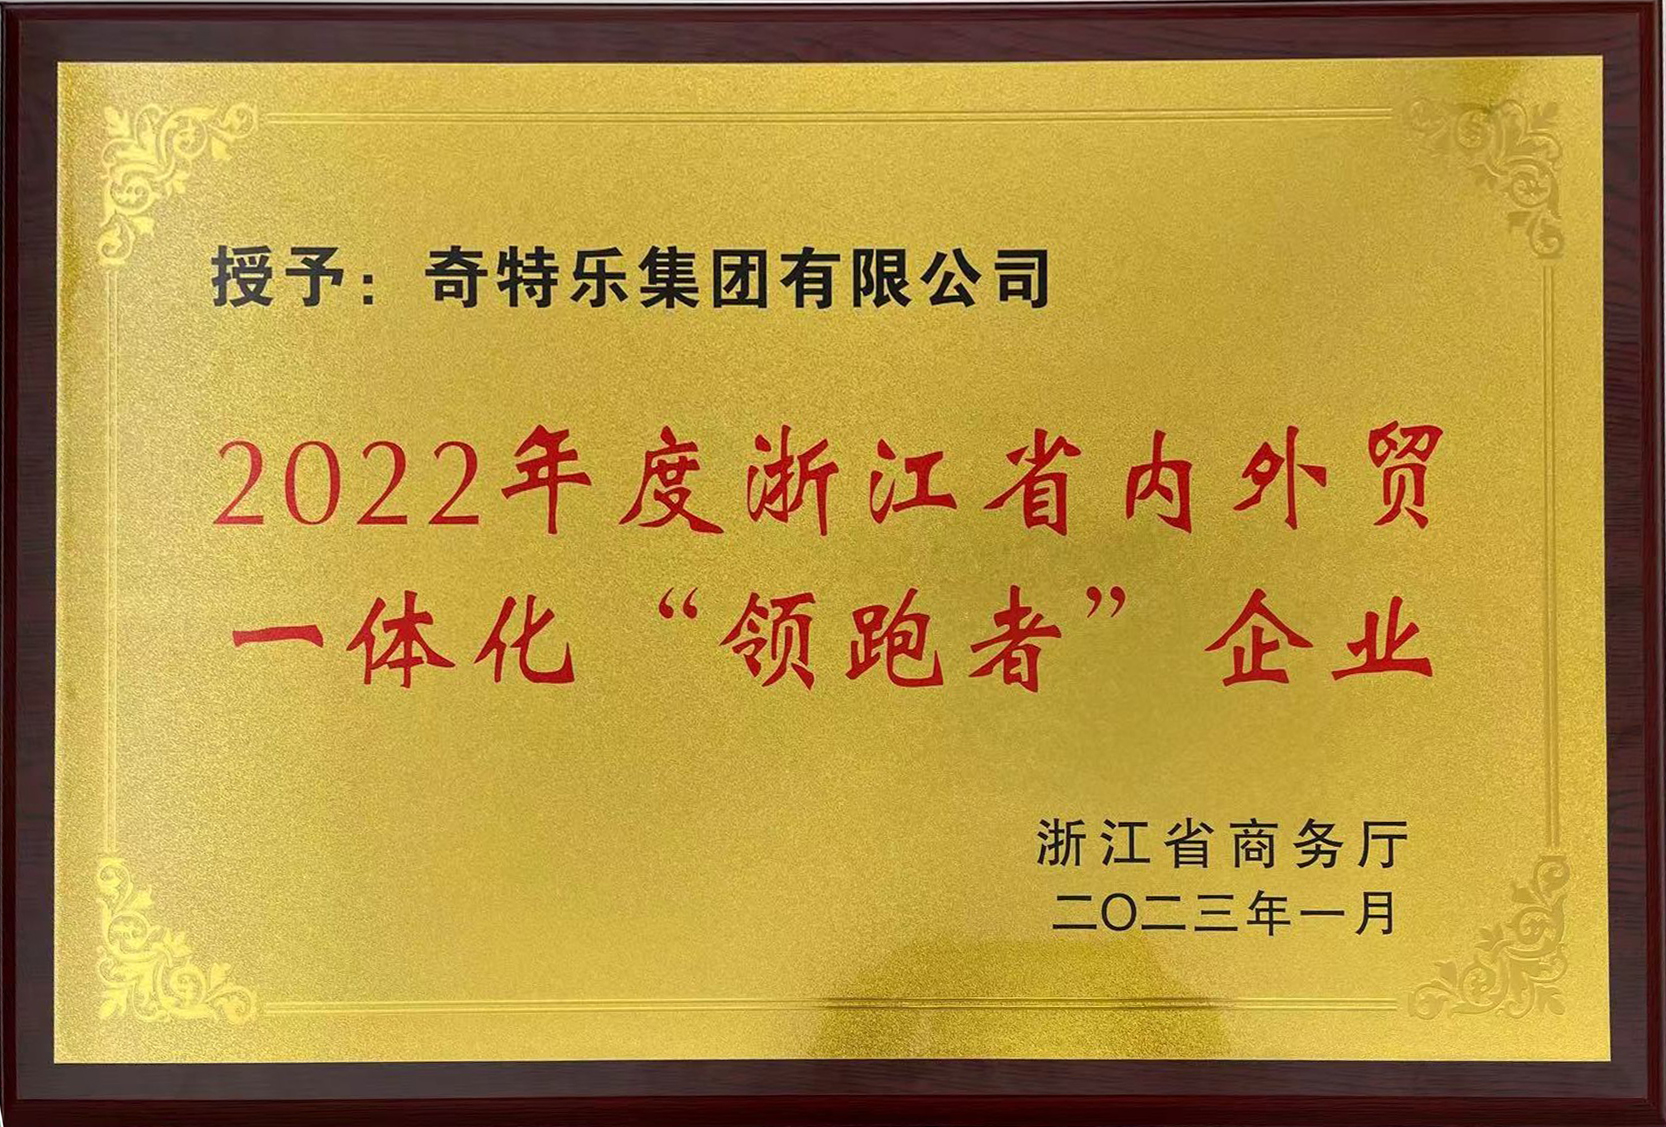 授予：奇特乐集团有限公司
2022年度浙江省内外贸
一体化“领跑者”企业
浙江省商务厅
二〇二三年一月